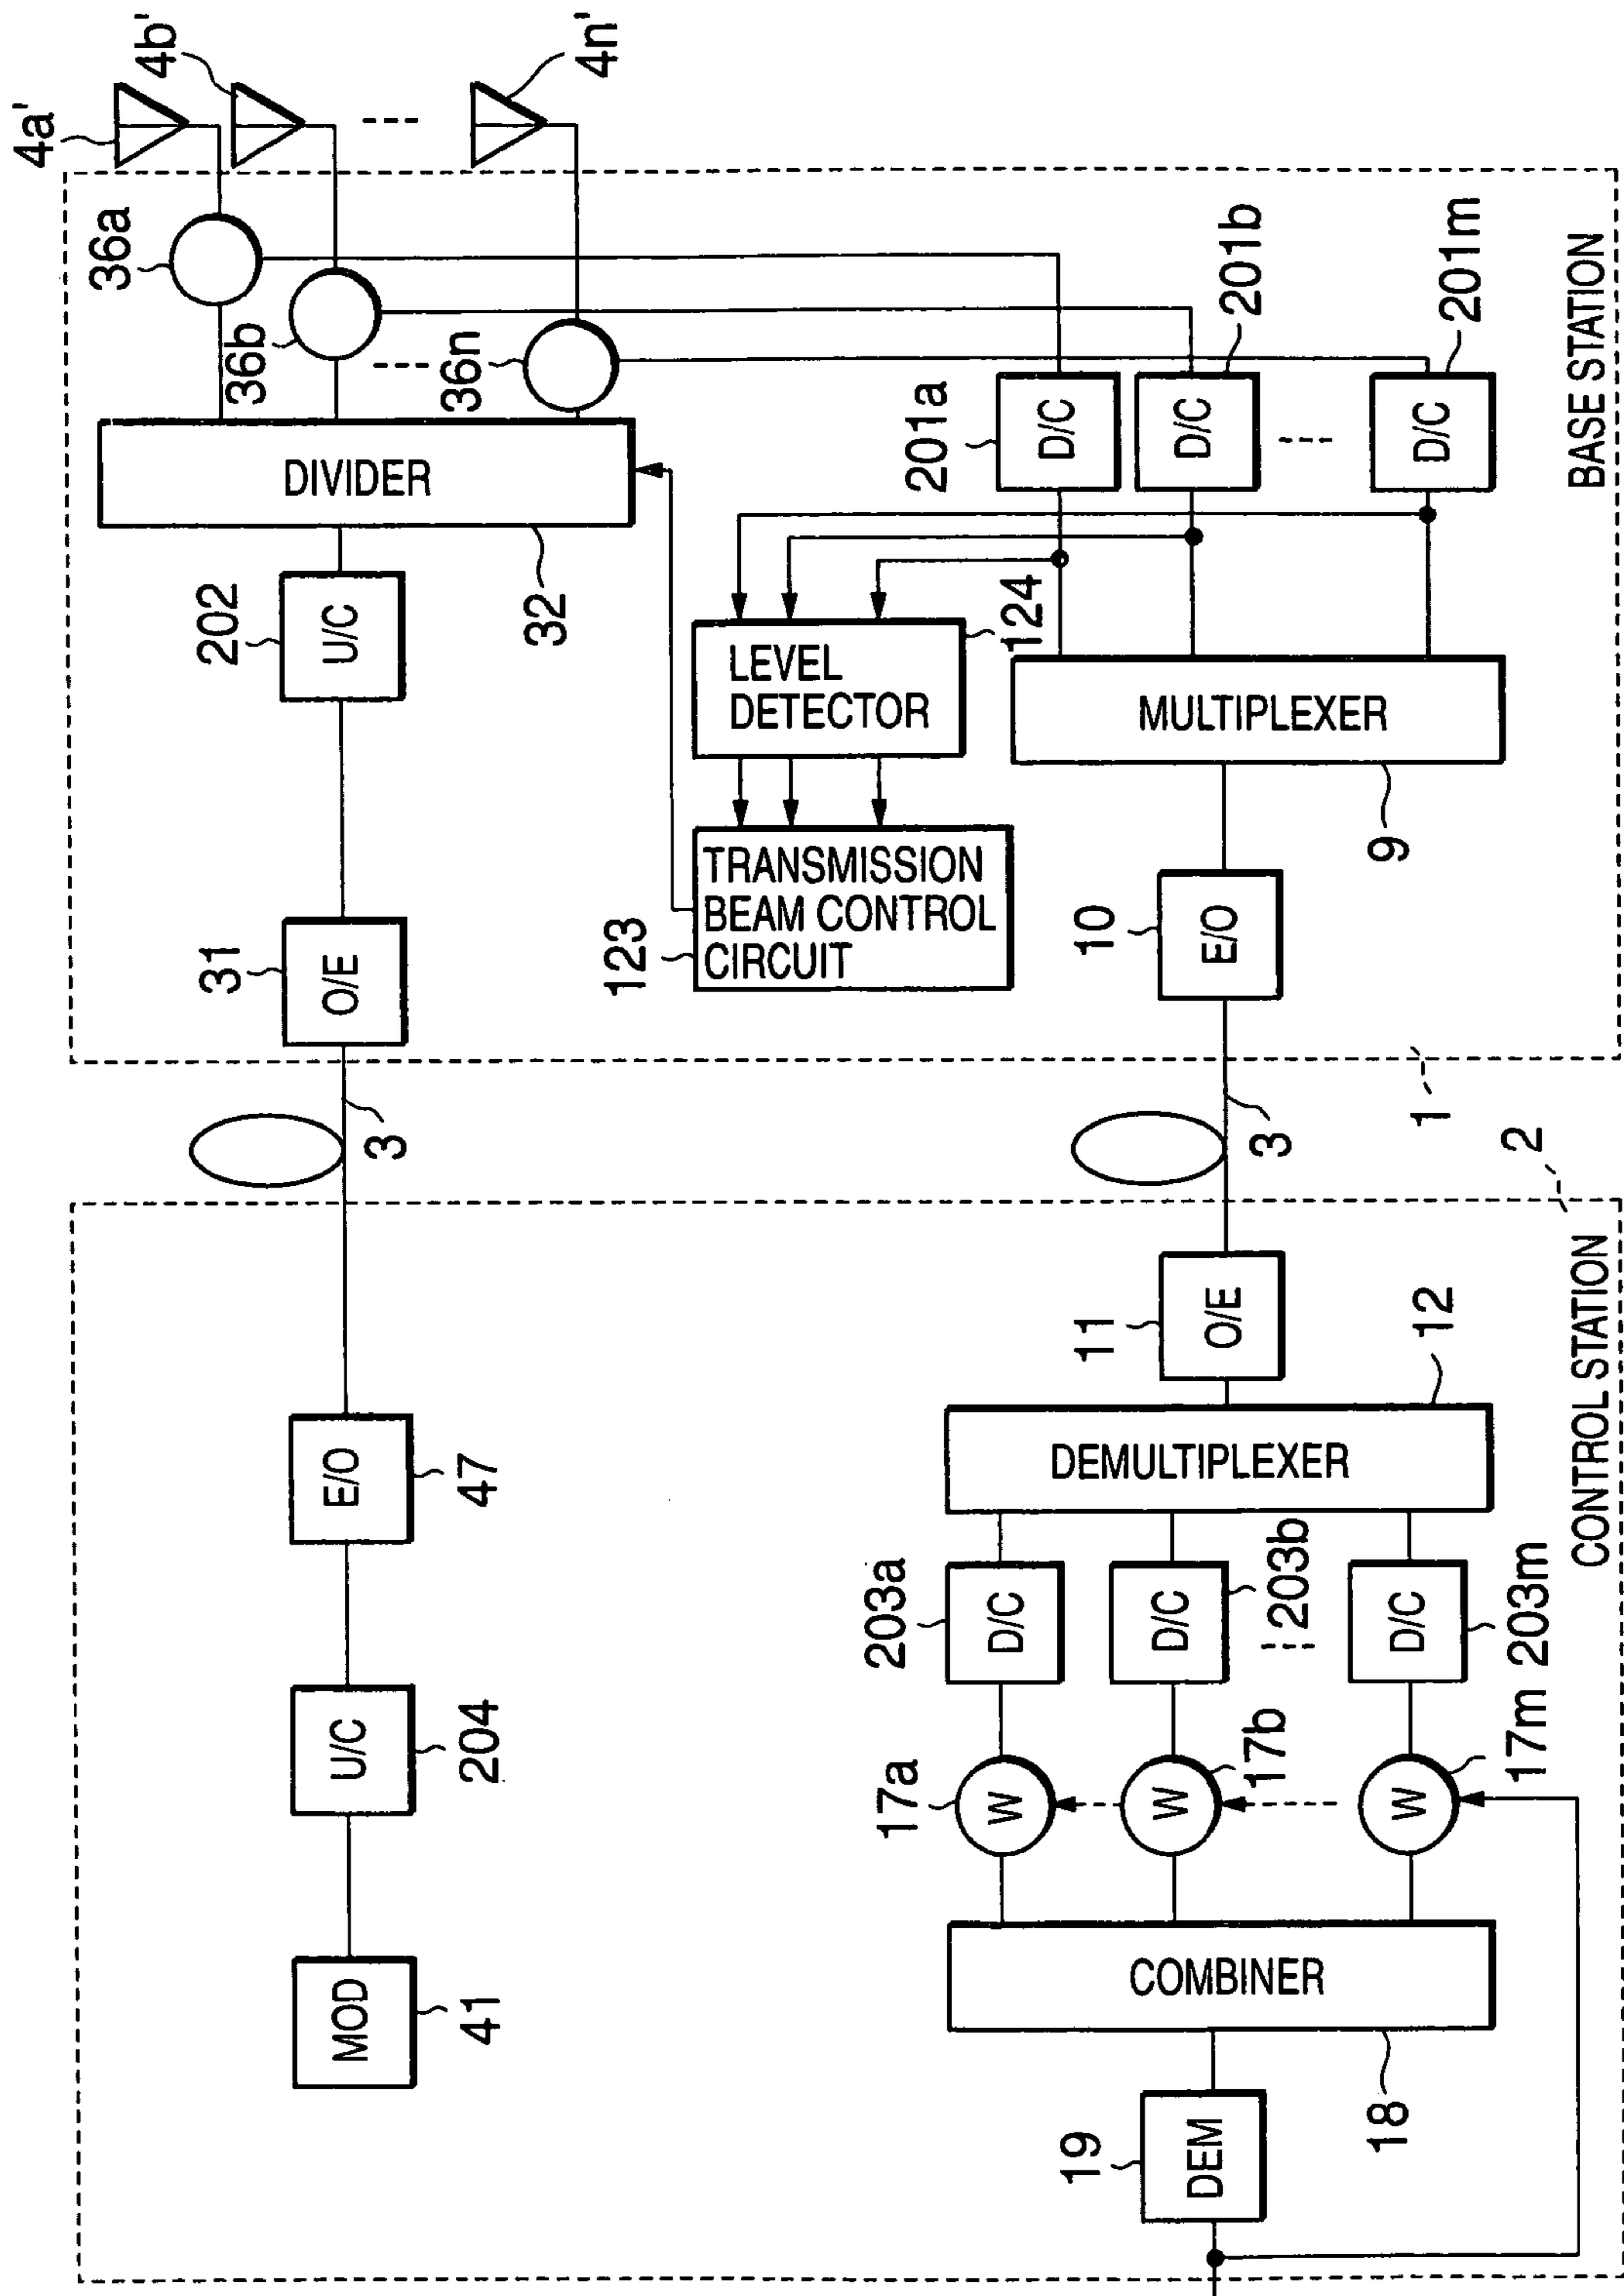 4a'
4b'
4n'
36a
36b
36n
DIVIDER
32
202
U/C
31
O/E
3
201a
D/C
201b
D/C
201m
D/C
LEVEL
DETECTOR
124
TRANSMISSION
BEAM CONTROL
CIRCUIT
123
MULTIPLEXER
9
10
E/O
BASE STATION
1
3
2
47
E/O
204
U/C
41
MOD
11
O/E
12
DEMULTIPLEXER
203a
D/C
203b
D/C
203m
D/C
17a
W
17b
W
17m
W
COMBINER
18
19
DEM
CONTROL STATION